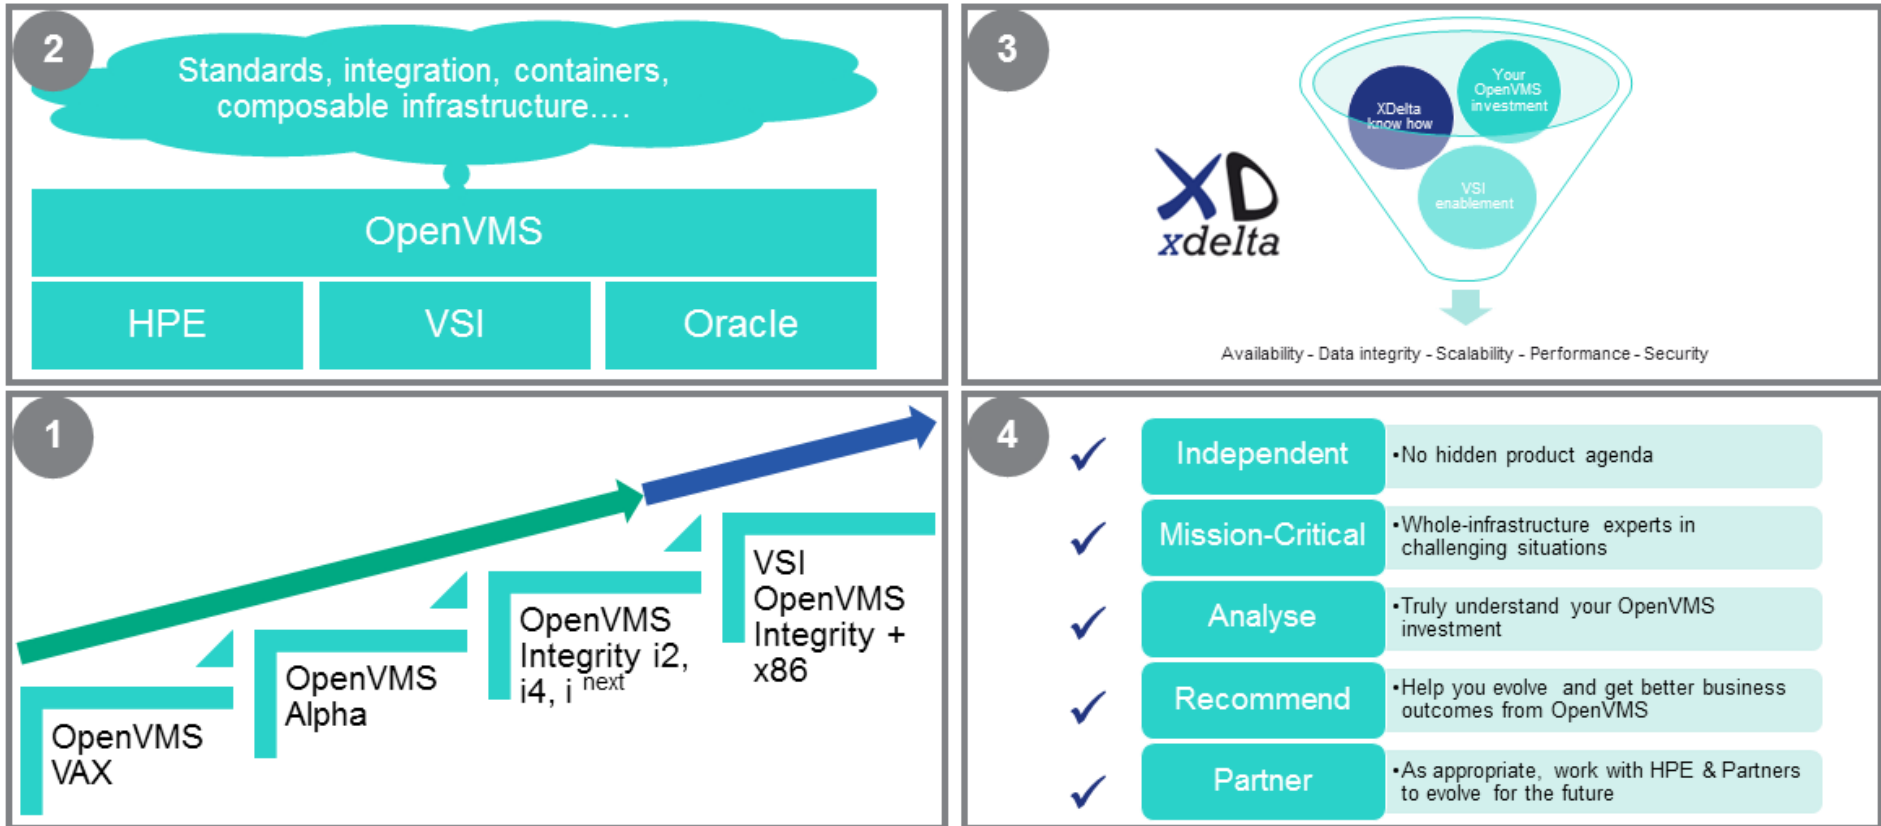 2
Standards, integration, containers,
composable infrastructure....
OpenVMS
HPE
VSI
Oracle
3
XDelta
know how
Your
OpenVMS
investment
VSI
enablement
XD
xdelta
Availability - Data integrity - Scalability - Performance - Security
1
OpenVMS
VAX
OpenVMS
Alpha
OpenVMS
Integrity i2,
i4, i next
VSI
OpenVMS
Integrity +
x86
4
Independent
•No hidden product agenda
Mission-Critical
•Whole-infrastructure experts in
challenging situations
Analyse
•Truly understand your OpenVMS
investment
Recommend
•Help you evolve and get better business
outcomes from OpenVMS
Partner
•As appropriate, work with HPE & Partners
to evolve for the future